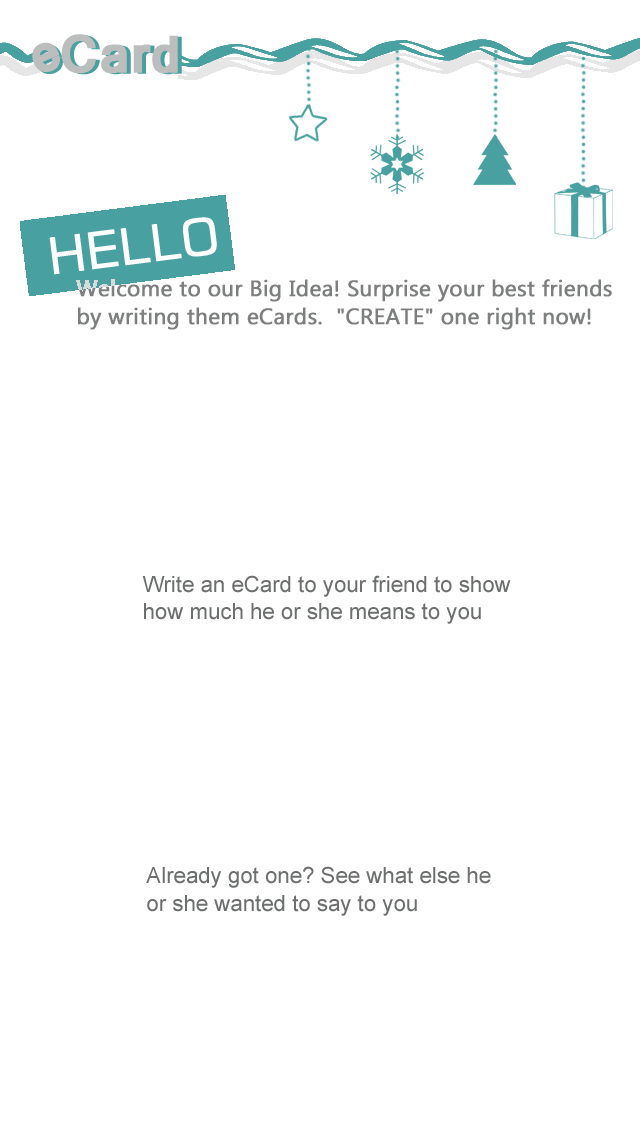 eCard
HELLO
Welcome to our Big Idea! Surprise your best friends
by writing them eCards.  "CREATE" one right now!
Write an eCard to your friend to show
how much he or she means to you
Already got one? See what else he
or she wanted to say to you